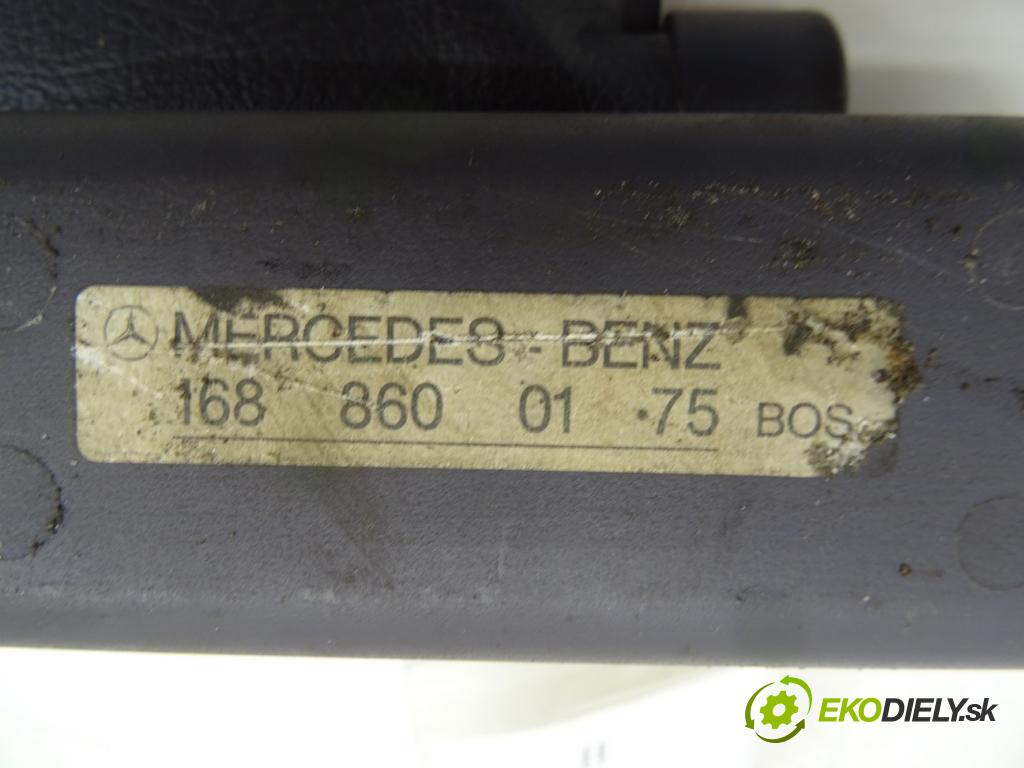 MERCEDES - BENZ
168 860 01 75 BOS
EKODIELY.sk